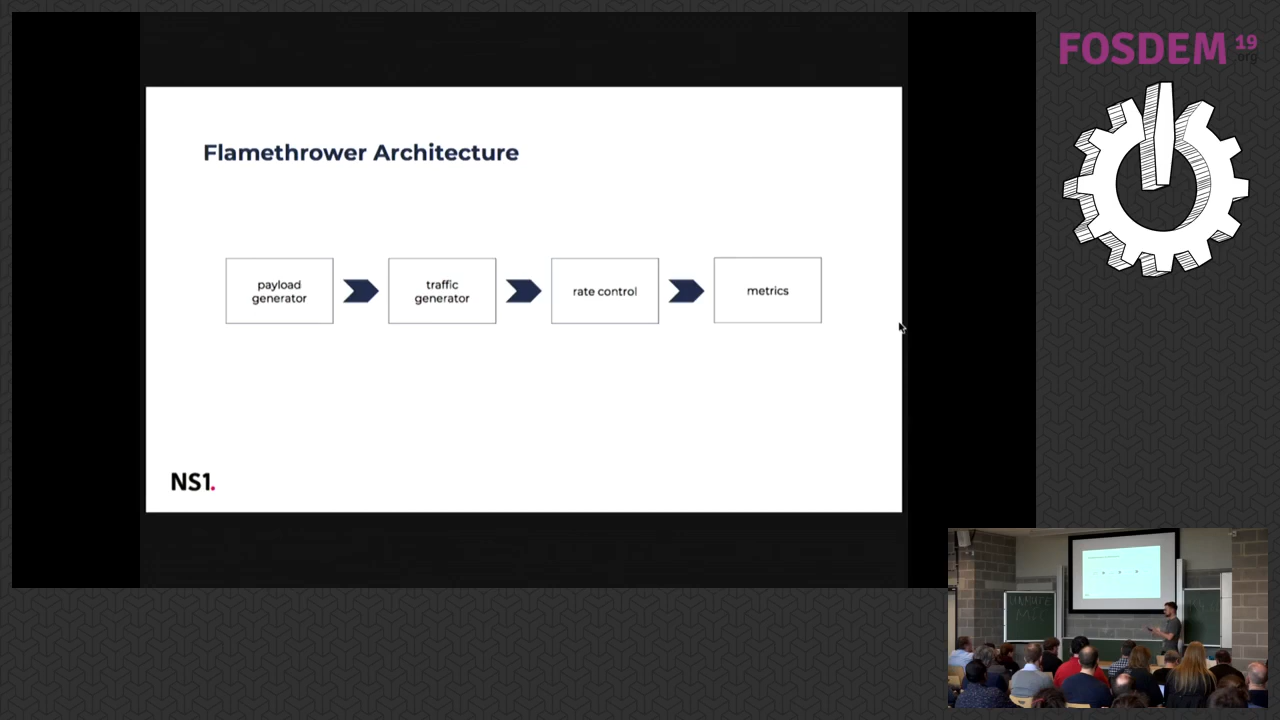 FOSDEM 19
.org
Flamethrower Architecture
payload
generator
traffic
generator
rate control
metrics
NS1.